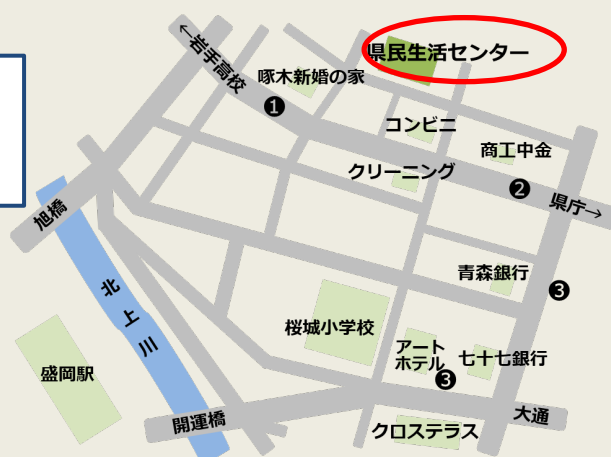 ←岩手高校
県民生活センター
啄木新婚の家
❶
コンビニ
商工中金
クリーニング
❷
県庁→
旭橋
青森銀行
❸
北上川
桜城小学校
アート
ホテル
七十七銀行
❸
盛岡駅
開運橋
大通
クロステラス